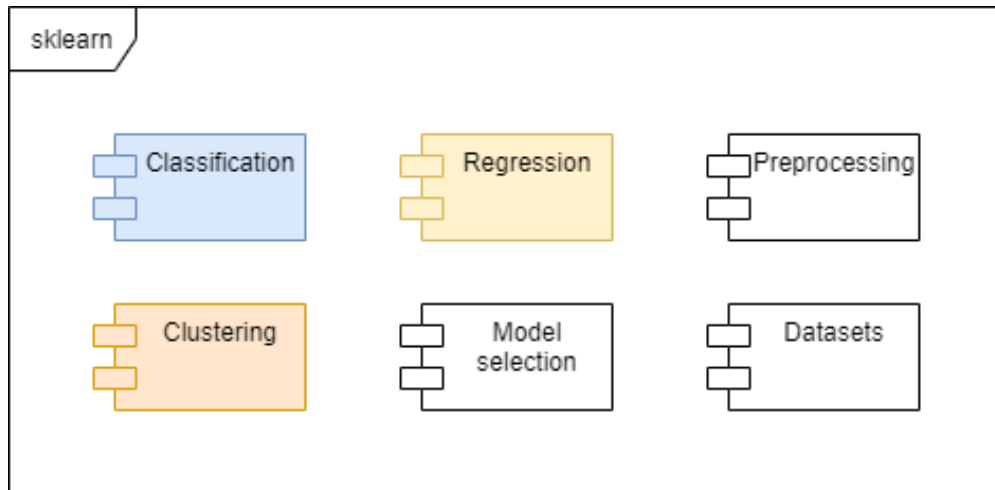 sklearn
Classification
Regression
Preprocessing
Clustering
Model
selection
Datasets